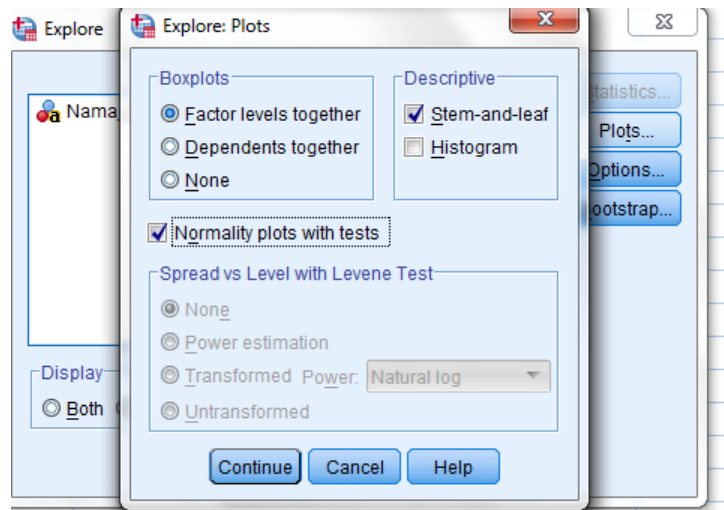 Explore
Explore: Plots
Nama
Boxplots
Factor levels together
Dependents together
None
Descriptive
Stem-and-leaf
Histogram
Statistics...
Plots...
Options...
ootstrap...
Normality plots with tests
Spread vs Level with Levene Test
None
Power estimation
Transformed Power: Natural log
Untransformed
Display
Both
Continue Cancel Help